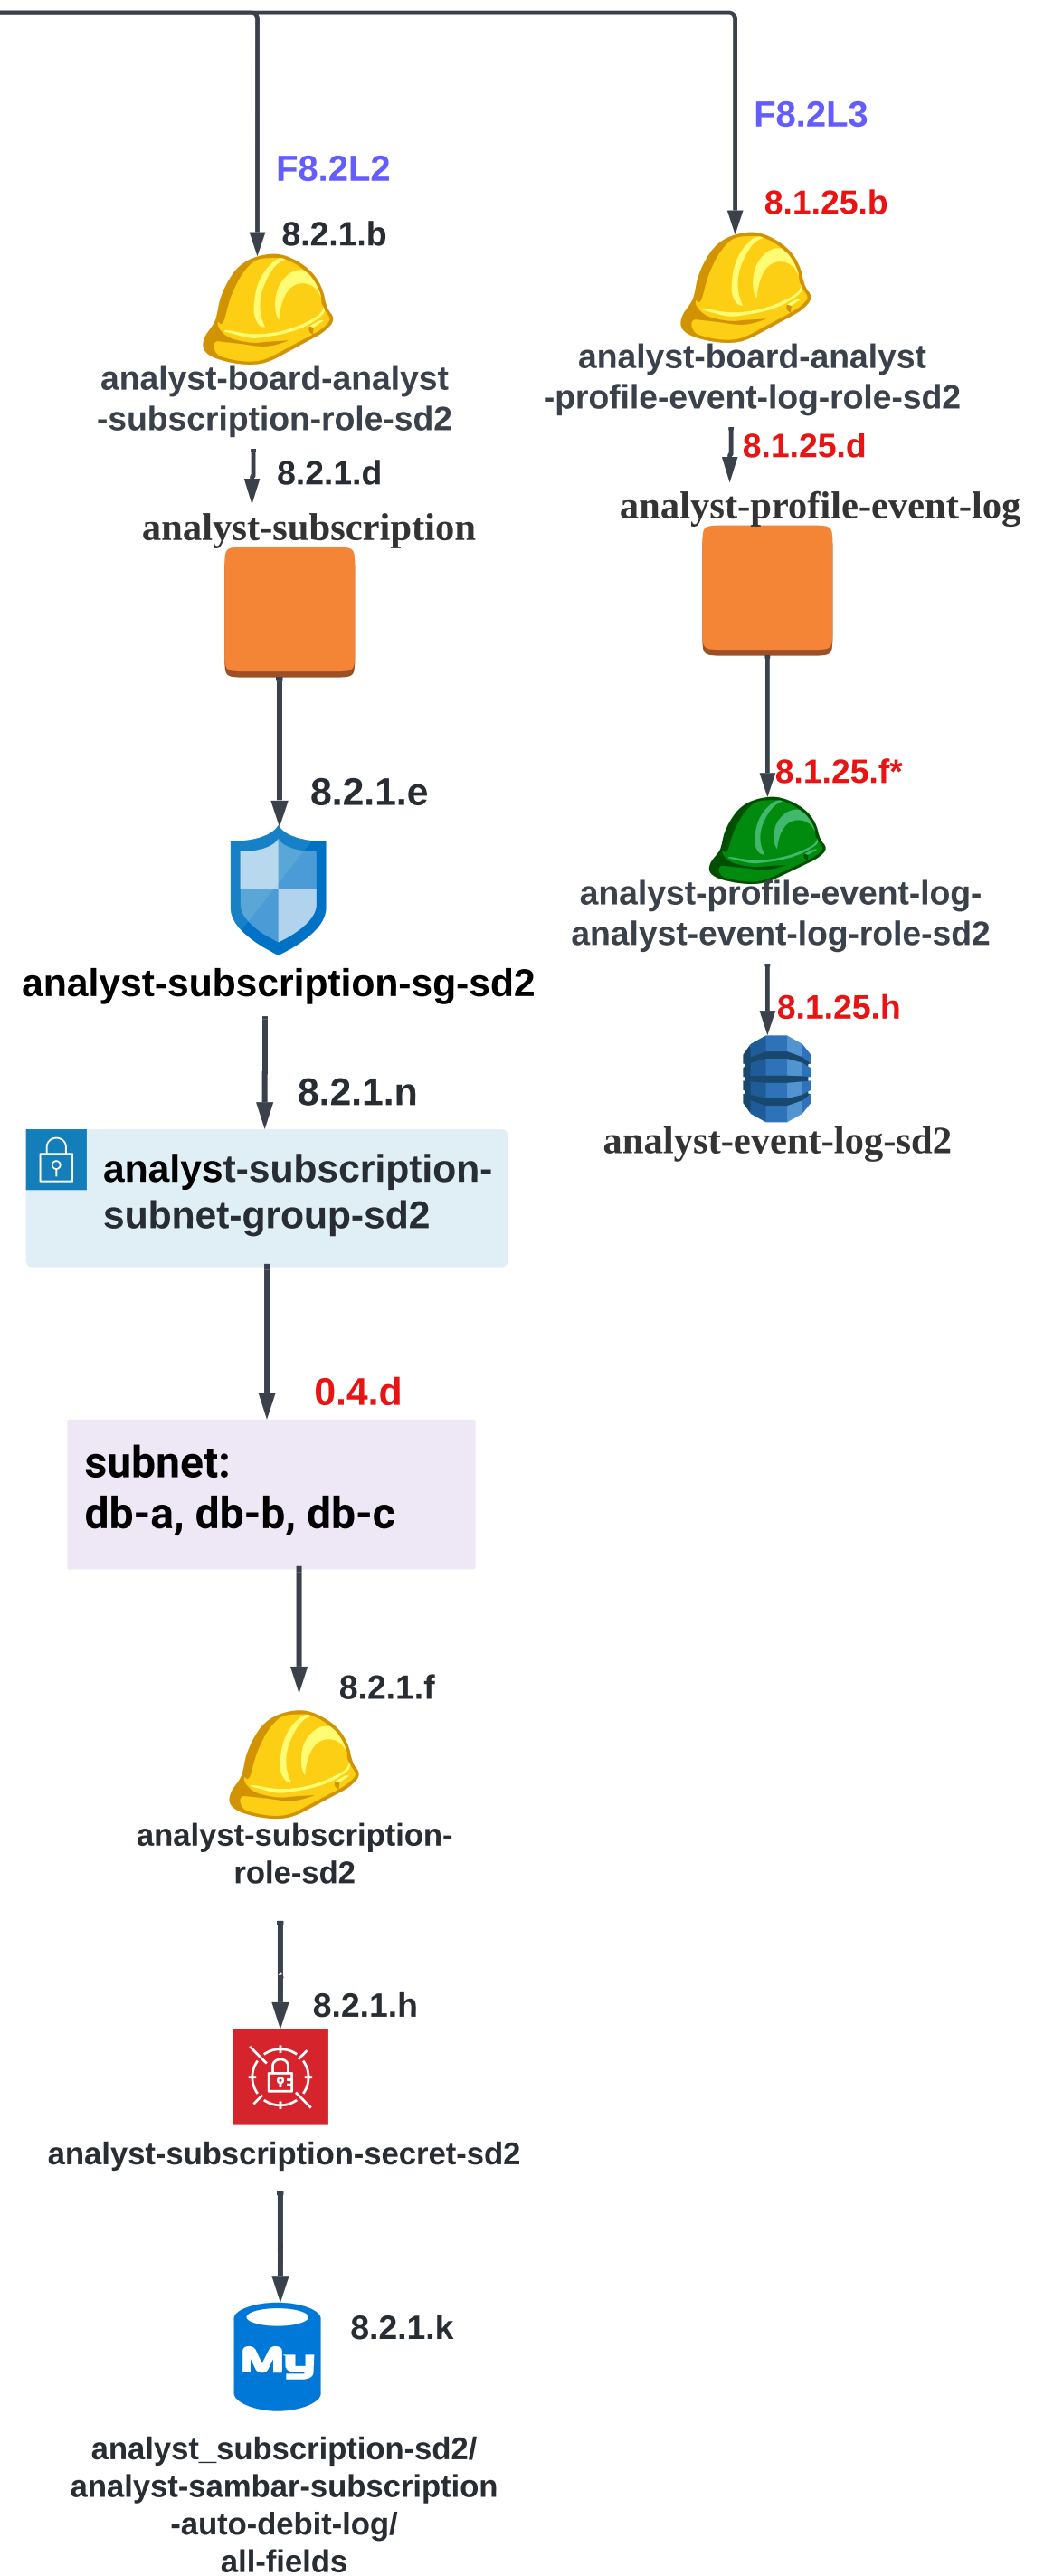 F8.2L2
8.2.1.b
analyst-board-analyst
-subscription-role-sd2
8.2.1.d
analyst-subscription
8.2.1.e
analyst-subscription-sg-sd2
8.2.1.n
analyst-subscription-
subnet-group-sd2
0.4.d
subnet:
db-a, db-b, db-c
8.2.1.f
analyst-subscription-
role-sd2
8.2.1.h
analyst-subscription-secret-sd2
My
8.2.1.k
analyst_subscription-sd2/
analyst-sambar-subscription
-auto-debit-log/
all-fields
F8.2L3
8.1.25.b
analyst-board-analyst
-profile-event-log-role-sd2
8.1.25.d
analyst-profile-event-log
8.1.25.f*
analyst-profile-event-log-
analyst-event-log-role-sd2
8.1.25.h
analyst-event-log-sd2